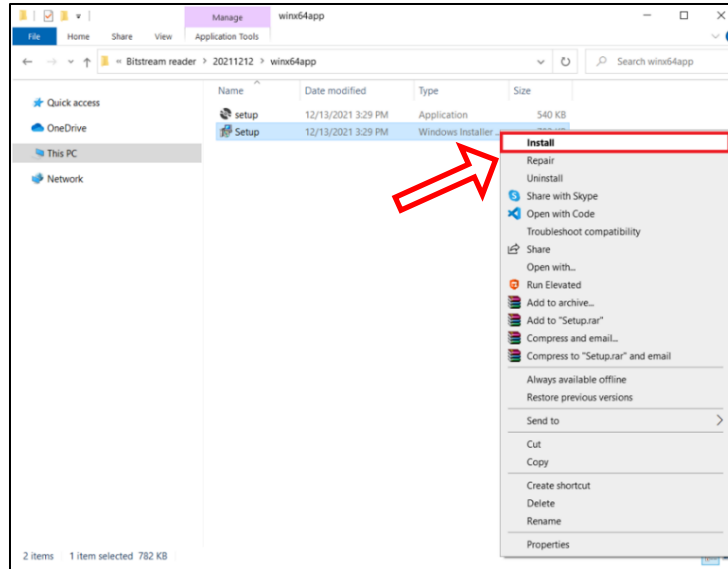 Manage
winx64app
File
Home
Share
View
Application Tools
« Bitstream reader > 20211212 > winx64app
Search winx64app
Name
Date modified
Type
Size
Quick access
OneDrive
This PC
Network
setup 12/13/2021 3:29 PM Application 540 KB
Setup 12/13/2021 3:29 PM Windows Installer ...
Install
Repair
Uninstall
Share with Skype
Open with Code
Troubleshoot compatibility
Share
Open with...
Run Elevated
Add to archive...
Add to "Setup.rar"
Compress and email...
Compress to "Setup.rar" and email
Always available offline
Restore previous versions
Send to
Cut
Copy
Create shortcut
Delete
Rename
Properties
2 items 1 item selected 782 KB